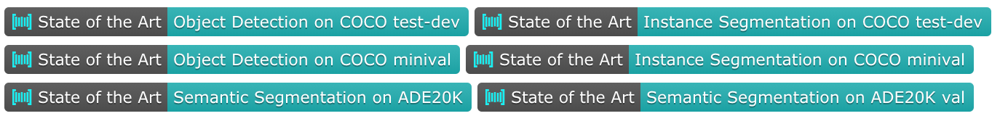 State of the Art Object Detection on COCO test-dev State of the Art Instance Segmentation on COCO test-dev
State of the Art Object Detection on COCO minival State of the Art Instance Segmentation on COCO minival
State of the Art Semantic Segmentation on ADE20K State of the Art Semantic Segmentation on ADE20K val